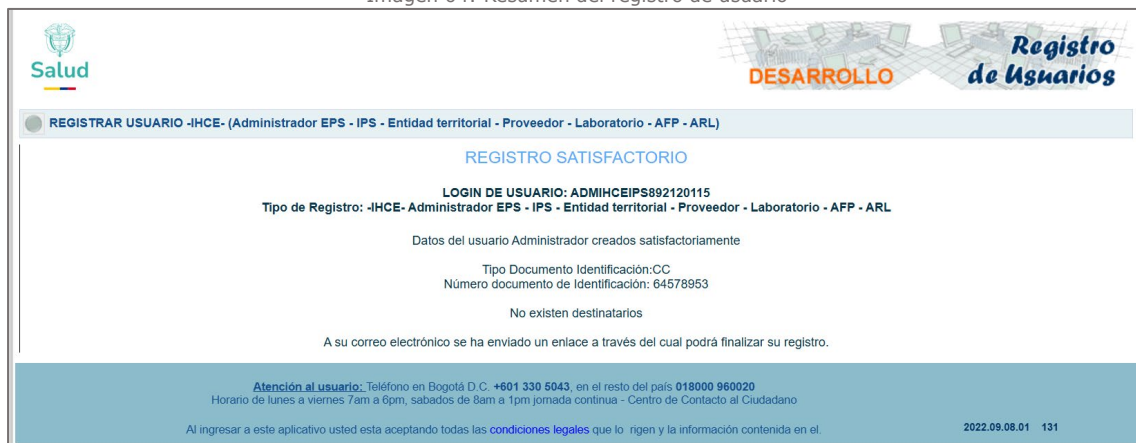 Imagen 04. Resumen del registro de usuario
Salud
DESARROLLO
Registro
de Usuarios
REGISTRAR USUARIO -IHCE- (Administrador EPS - IPS - Entidad territorial - Proveedor - Laboratorio - AFP - ARL)
REGISTRO SATISFACTORIO
LOGIN DE USUARIO: ADMIHCEIPS892120115
Tipo de Registro: -IHCE- Administrador EPS - IPS - Entidad territorial - Proveedor - Laboratorio - AFP - ARL
Datos del usuario Administrador creados satisfactoriamente
Tipo Documento Identificación:CC
Número documento de Identificación: 64578953
No existen destinatarios
A su correo electrónico se ha enviado un enlace a través del cual podrá finalizar su registro.
Atención al usuario: Teléfono en Bogotá D.C. +601 330 5043, en el resto del país 018000 960020
Horario de lunes a viernes 7am a 6pm, sabados de 8am a 1pm jornada continua - Centro de Contacto al Ciudadano
Al ingresar a este aplicativo usted esta aceptando todas las condiciones legales que lo rigen y la información contenida en el.
2022.09.08.01 131